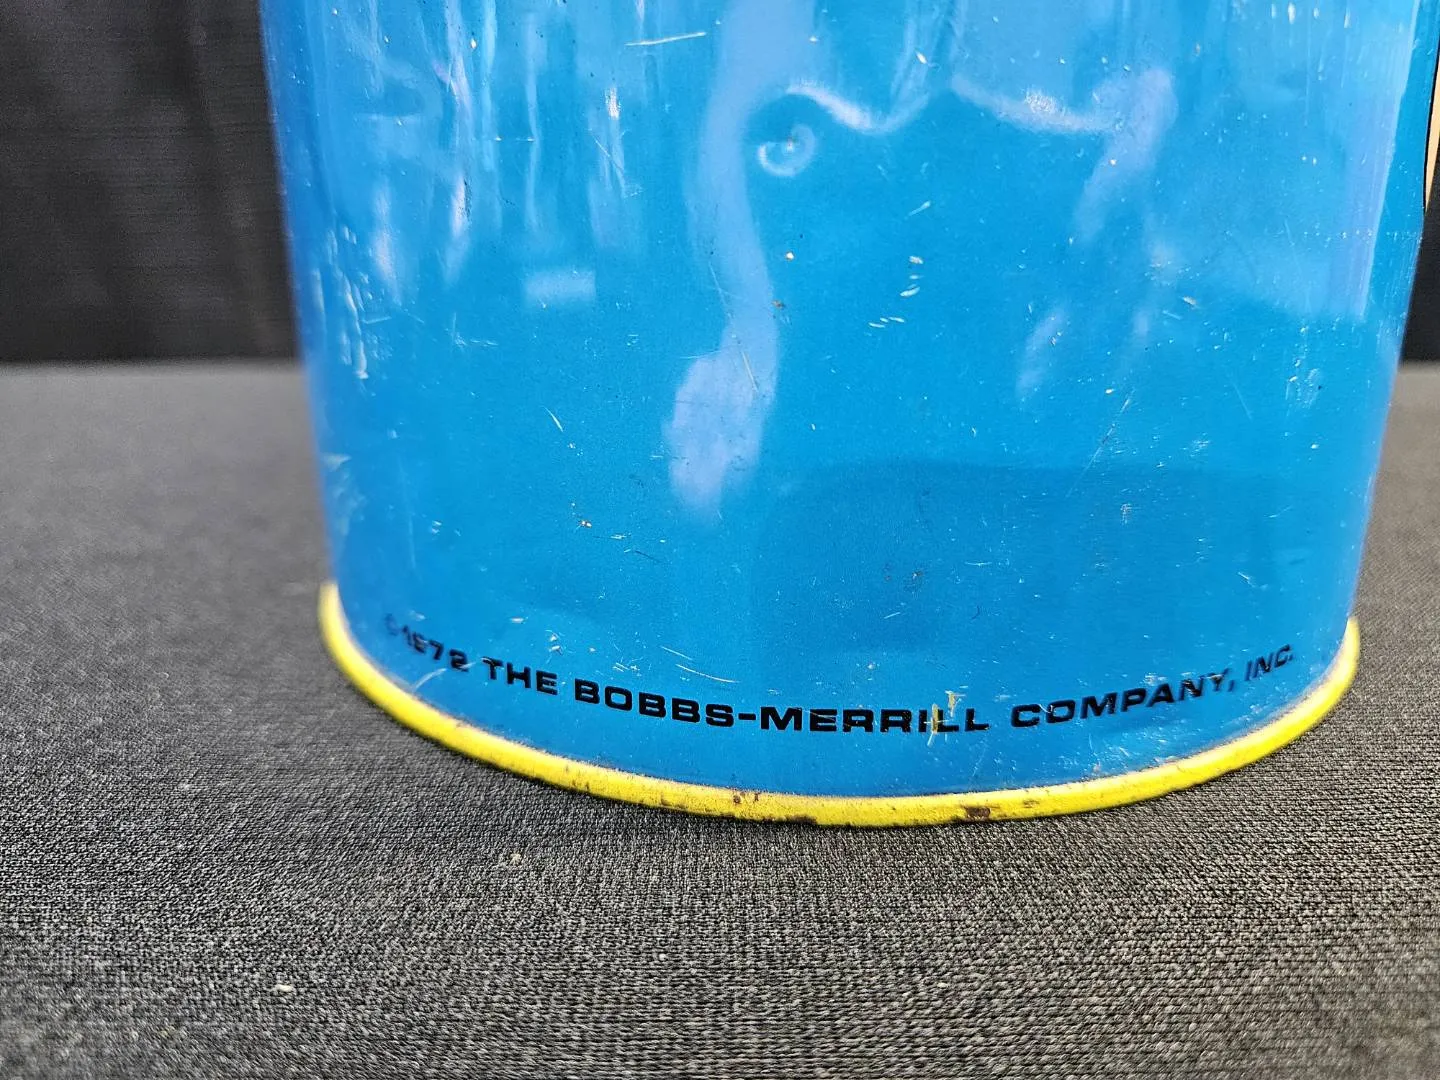 ©1972 THE BOBBS-MERRILL COMPANY, INC.